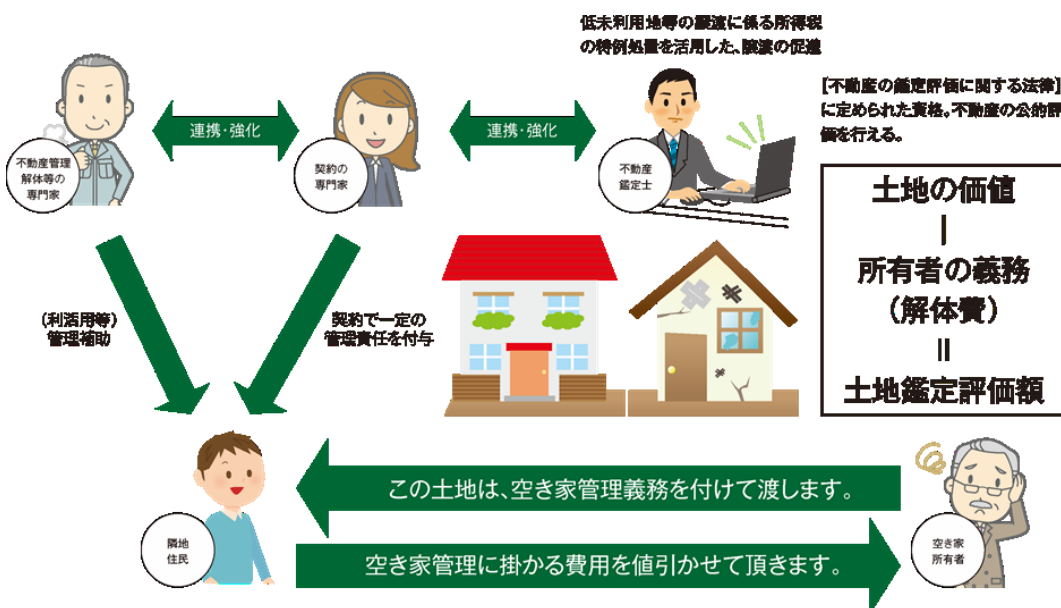 低未利用地等の譲渡に係る所得税
の特例処置を活用した、譲渡の促進
[不動産の鑑定評価に関する法律]
に定められた資格。不動産の公的評
価を行える。
連携・強化
連携・強化
不動産管理
解体等の
専門家
契約の
専門家
不動産
鑑定士
土地の価値
ー
所有者の義務
（解体費）
＝
土地鑑定評価額
（利活用等）
管理補助
契約で一定の
管理責任を付与
この土地は、空き家管理義務を付けて渡します。
空き家管理に掛かる費用を値引かせて頂きます。
隣地
住民
空き家
所有者